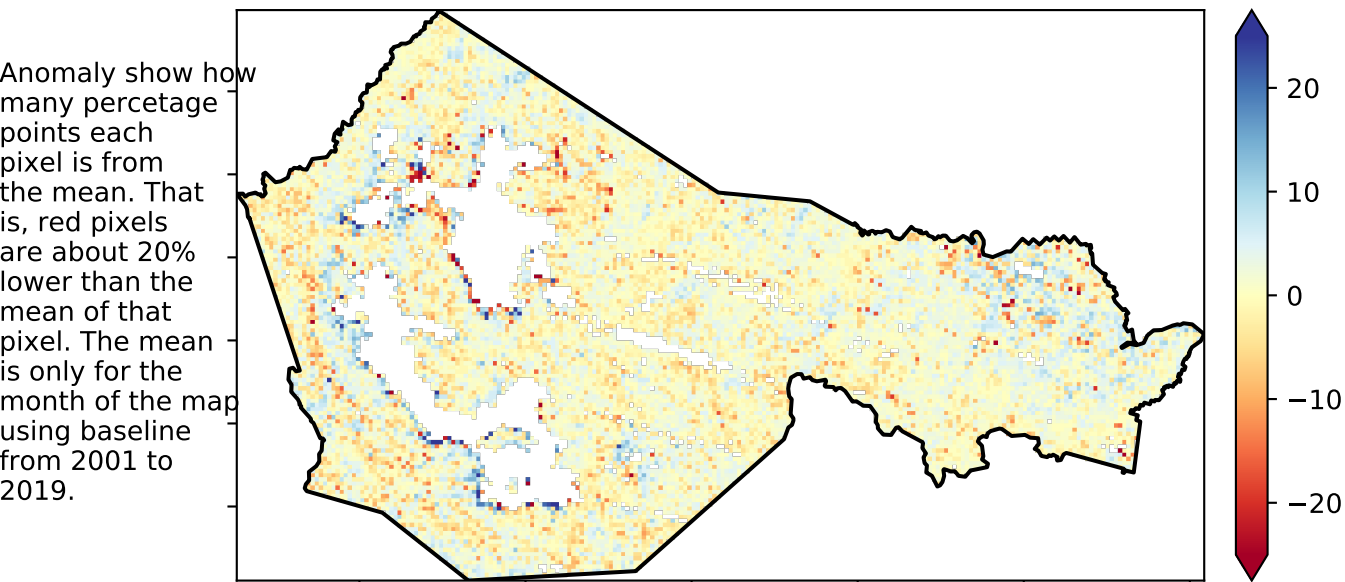 Anomaly show how
many percetage
points each
pixel is from
the mean. That
is, red pixels
are about 20%
lower than the
mean of that
pixel. The mean
is only for the
month of the map
using baseline
from 2001 to
2019.
20
10
0
−10
−20